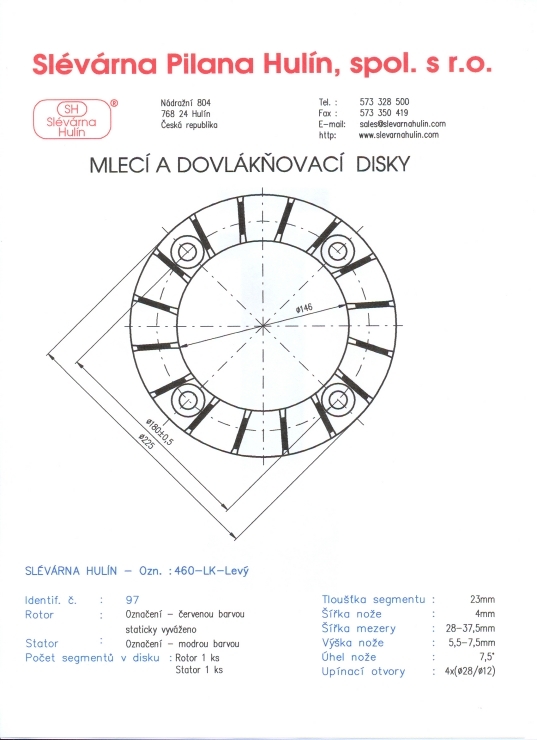 Slévárna Pilana Hulín, spol. s r.o.
SH
Slévárna
Hulín
®
Nádražní 804
768 24 Hulín
Česká republika
Tel. : 573 328 500
Fax : 573 350 419
E-mail: sales@slevarnahulin.com
http: www.slevarnahulin.com
MLECÍ A DOVLÁKŇOVACÍ DISKY
ø146
ø180±0,5
ø225
SLÉVÁRNA HULÍN – Ozn. : 460-LK-Levý
Identif. č. : 97
Rotor : Označení – červenou barvou
staticky vyváženo
Stator : Označení – modrou barvou
Počet segmentů v disku : Rotor 1 ks
Stator 1 ks
Tloušťka segmentu : 23mm
Šířka nože : 4mm
Šířka mezery : 28-37,5mm
Výška nože : 5,5-7,5mm
Úhel nože : 7,5°
Upínací otvory : 4x(ø28/ø12)